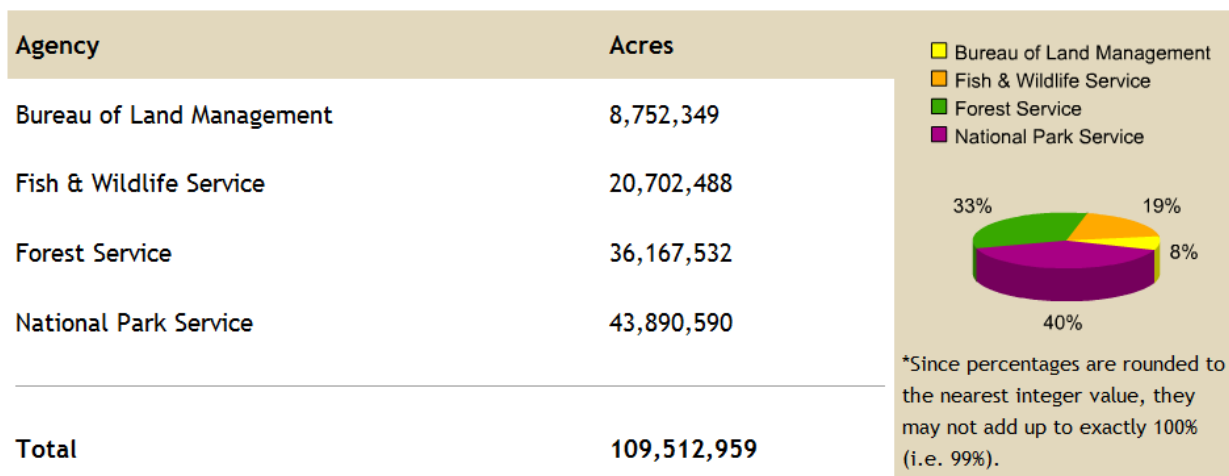 Agency Acres
Bureau of Land Management 8,752,349
Fish & Wildlife Service 20,702,488
Forest Service 36,167,532
National Park Service 43,890,590
Total 109,512,959
Bureau of Land Management
Fish & Wildlife Service
Forest Service
National Park Service
33% 19%
8%
40%
*Since percentages are rounded to
the nearest integer value, they
may not add up to exactly 100%
(i.e. 99%).